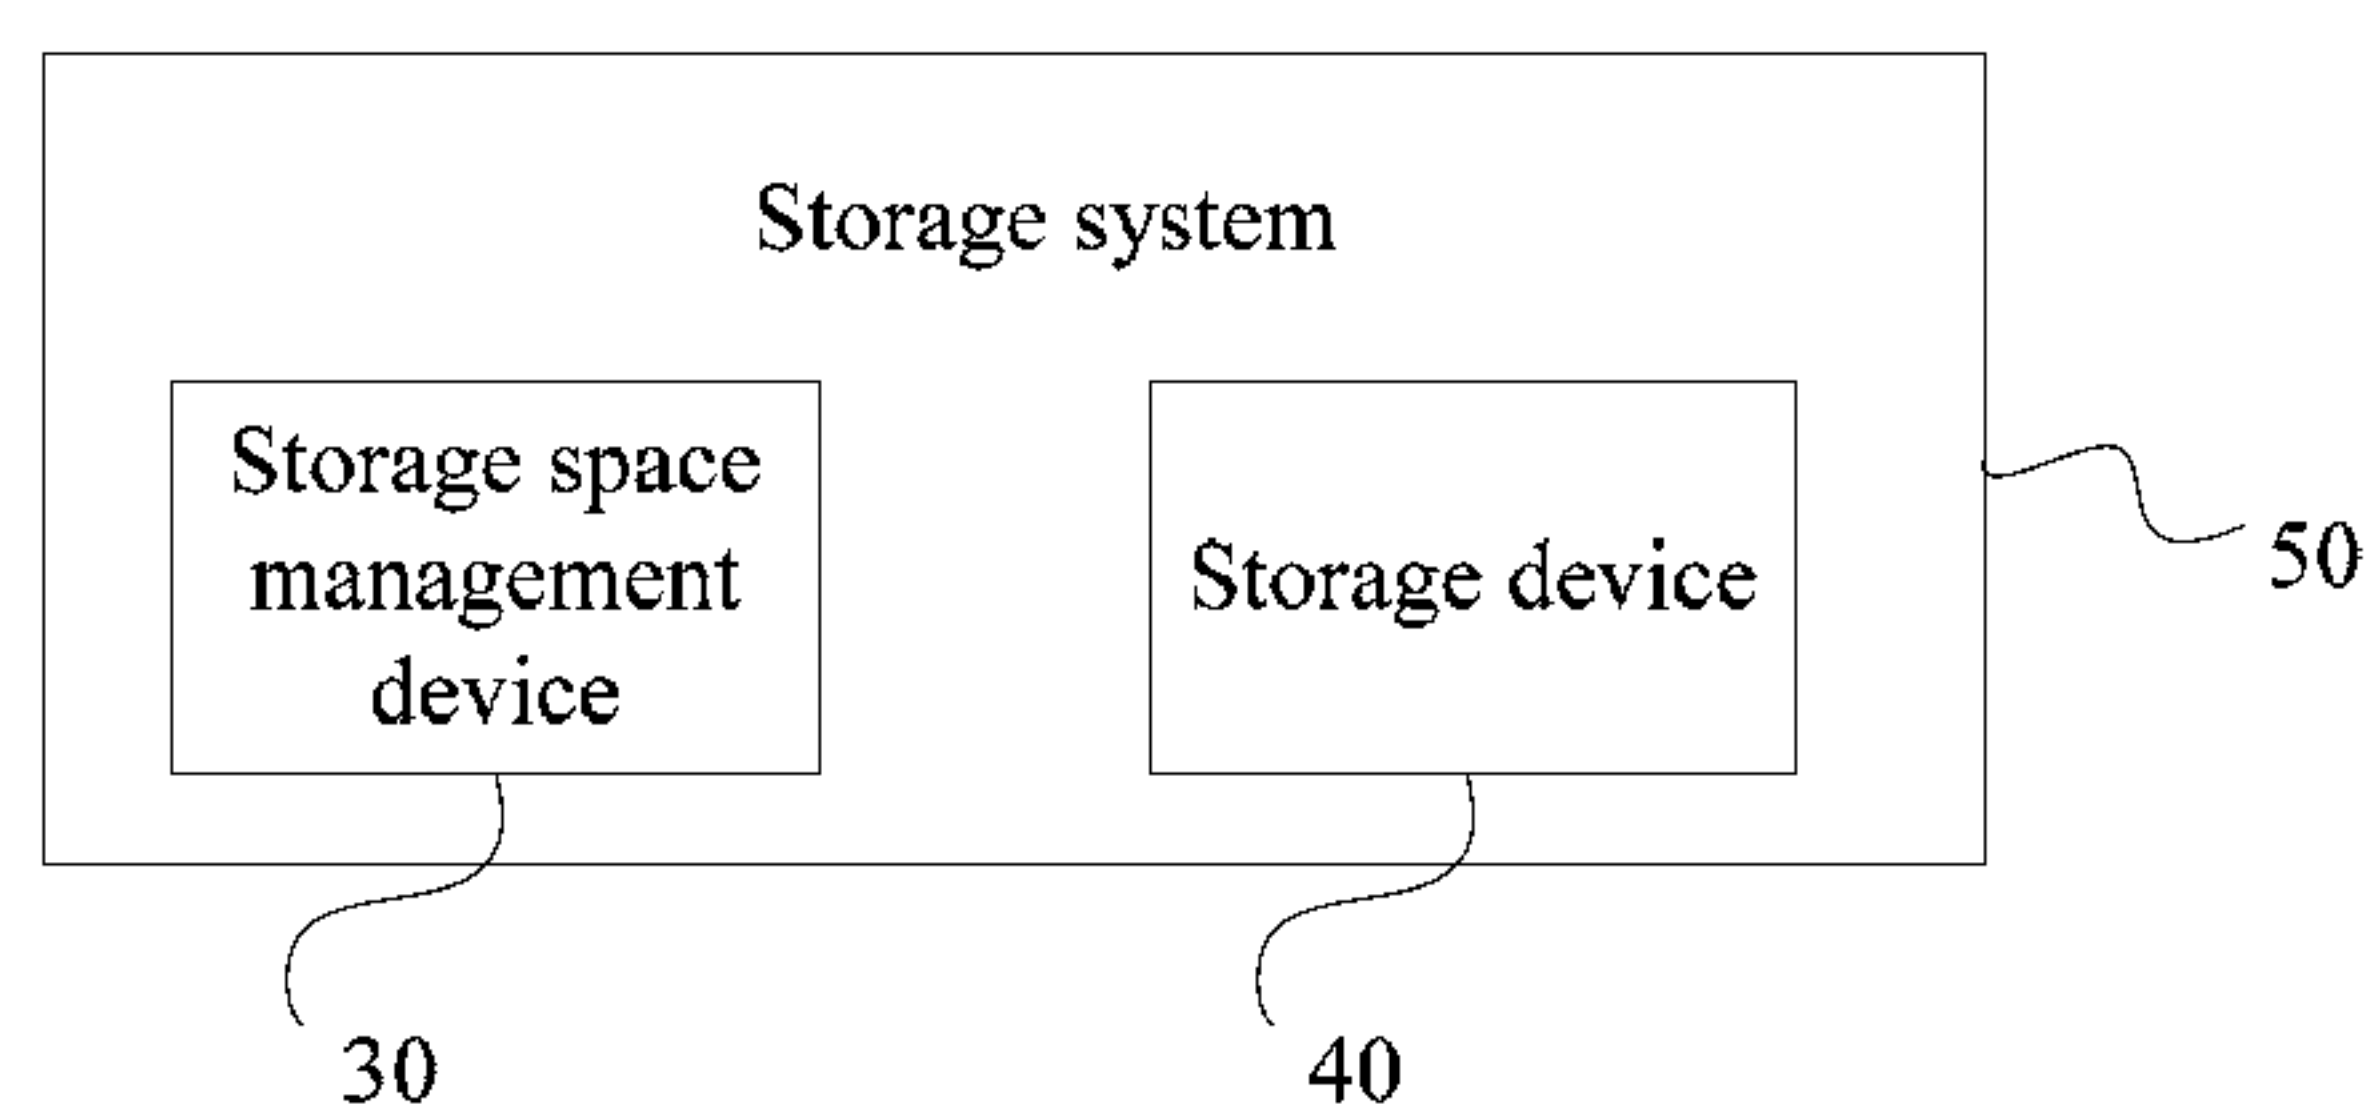 Storage system
Storage space
management
device
Storage device
50
30
40